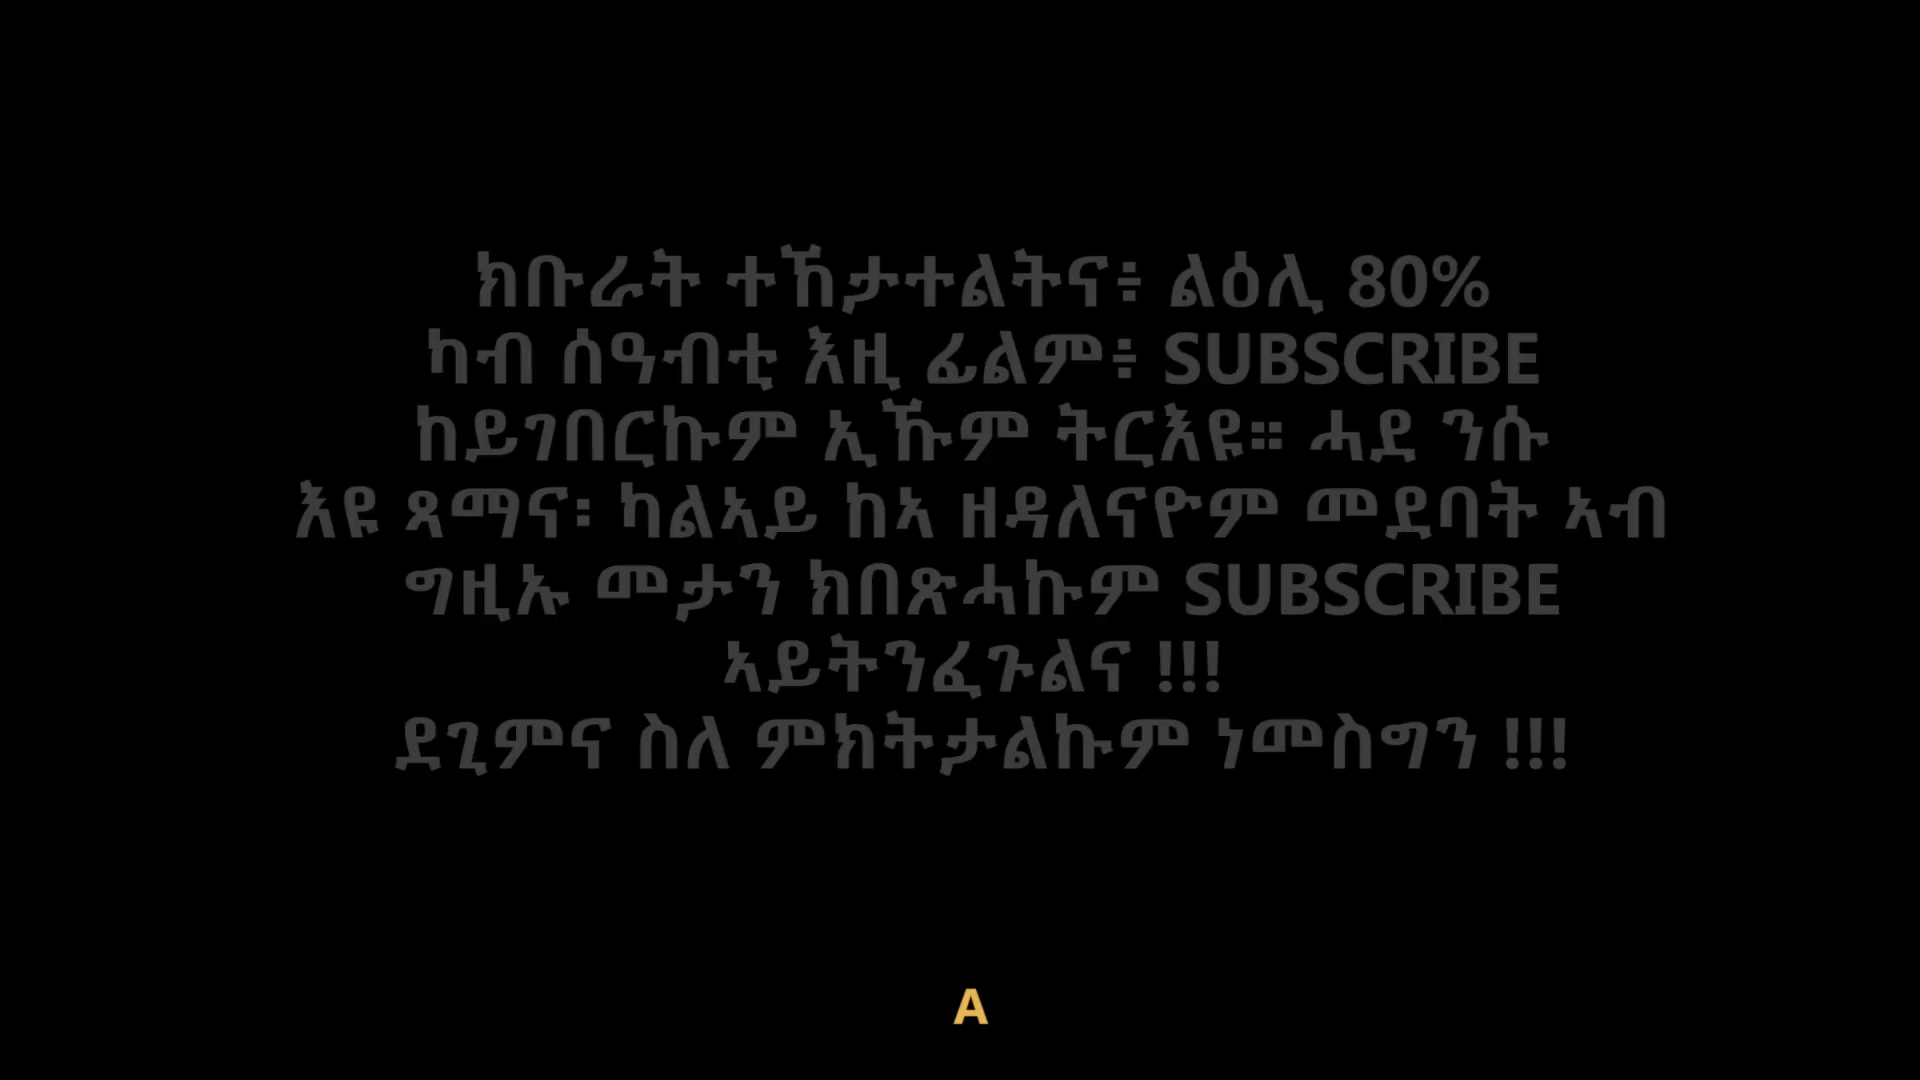 ክቡራት ተኸታተልትና፥ ልዕሊ 80%
ካብ ሰዓብቲ እዚ ፊልም፥ SUBSCRIBE
ከይገበርኩም ኢኹም ትርእዩ። ሓደ ንሱ
እዩ ጻማና፡ ካልኣይ ከኣ ዘዳለናዮም መደባት ኣብ
ግዚኡ መታን ክበጽሓኩም SUBSCRIBE
ኣይትንፈጉልና !!!
ደጊምና ስለ ምክትታልኩም ነመስግን !!!
A